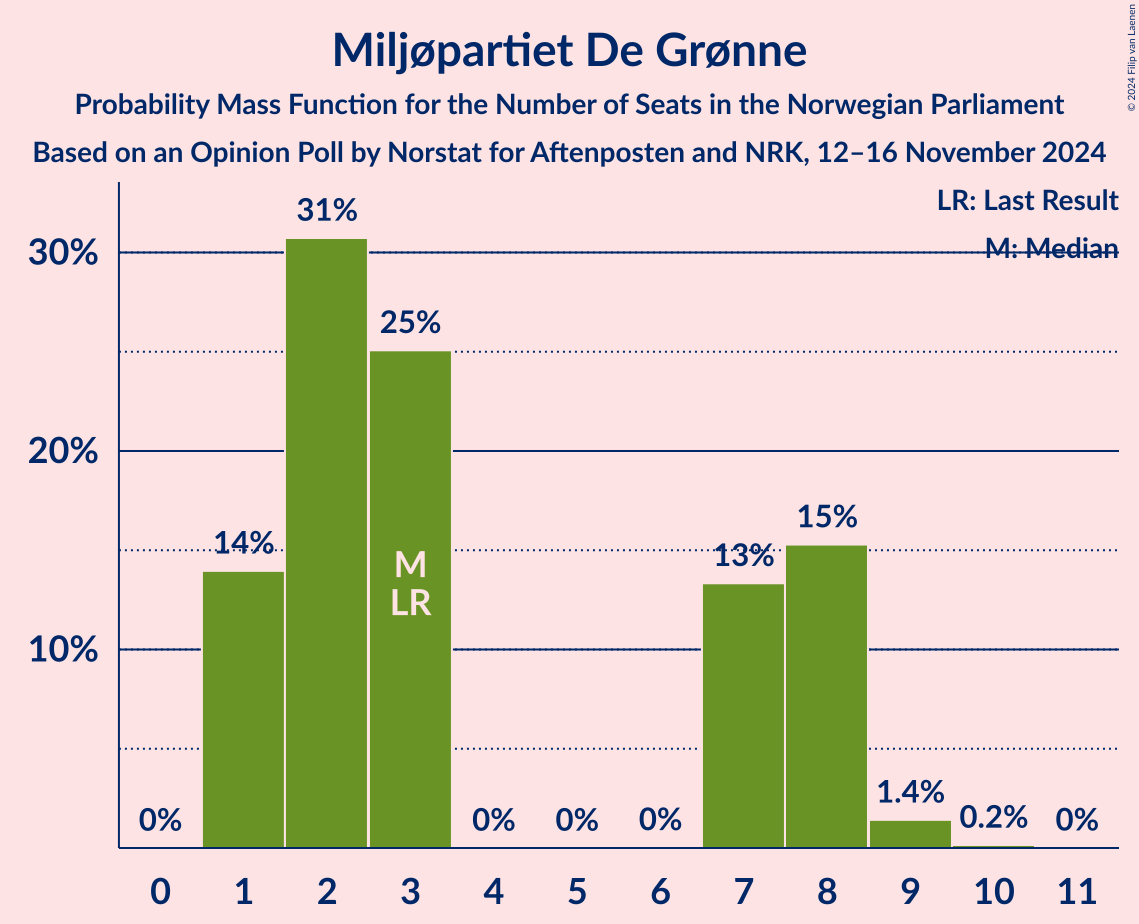 Miljøpartiet De Grønne
Probability Mass Function for the Number of Seats in the Norwegian Parliament
Based on an Opinion Poll by Norstat for Aftenposten and NRK, 12–16 November 2024
© 2024 Filip van Laenen
LR: Last Result
M: Median
30%
20%
10%
0%
14%
31%
25%
M
LR
0%
0%
0%
13%
15%
1.4%
0.2%
0%
0 1 2 3 4 5 6 7 8 9 10 11